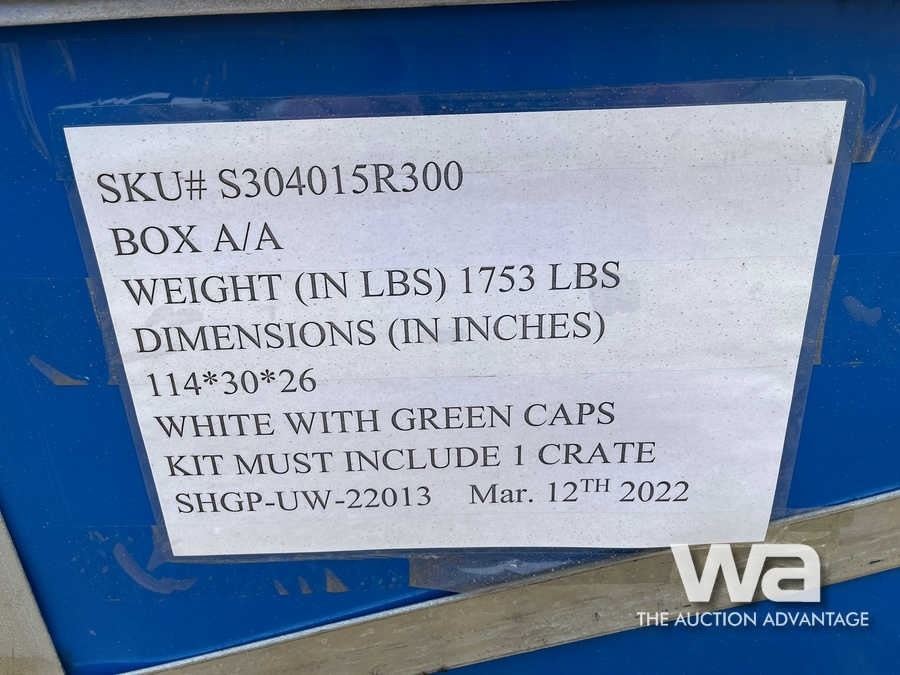 SKU# S304015R300
BOX A/A
WEIGHT (IN LBS) 1753 LBS
DIMENSIONS (IN INCHES)
114*30*26
WHITE WITH GREEN CAPS
KIT MUST INCLUDE 1 CRATE
SHGP-UW-22013 Mar. 12TH 2022
wa
THE AUCTION ADVANTAGE